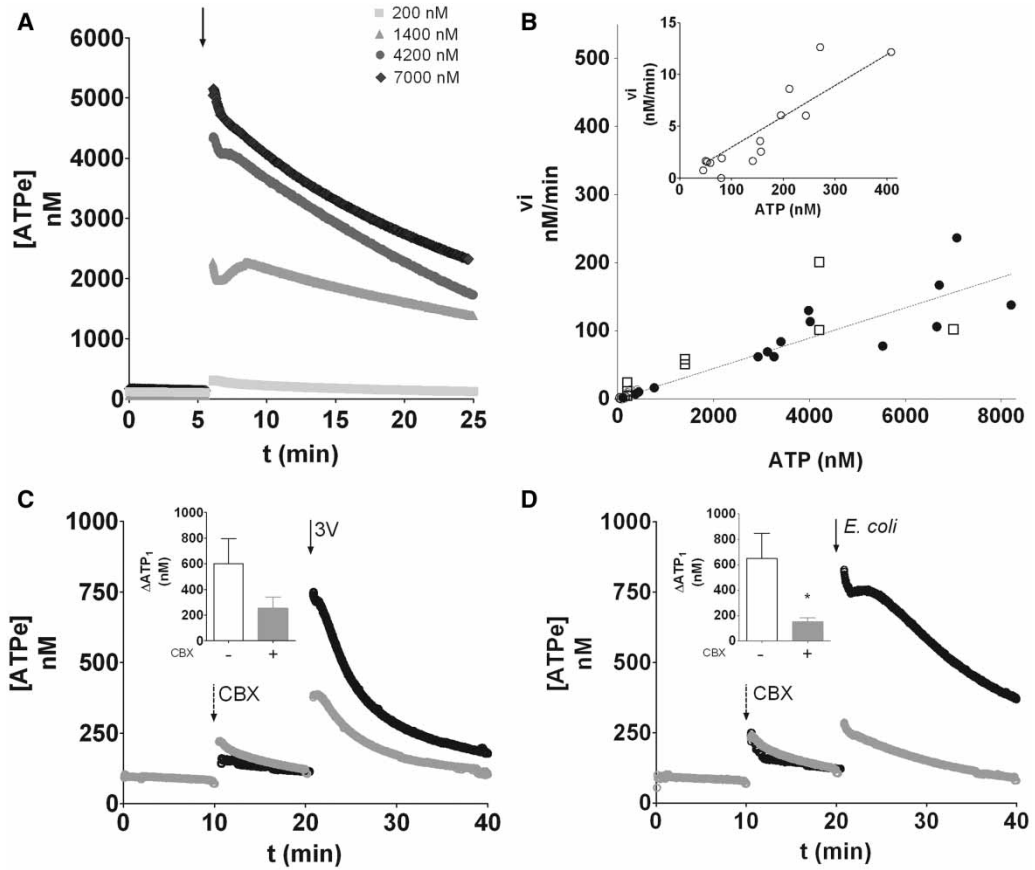 A
200 nM
1400 nM
4200 nM
7000 nM
6000
5000
4000
3000
2000
1000
0
[ATPe]
nM
0 5 10 15 20 25
t (min)
B
500
400
300
200
100
0
vi
nM/min
0 2000 4000 6000 8000
ATP (nM)
15
10
5
0
vi
(nM/min)
0 100 200 300 400
ATP (nM)
C
1000
750
500
250
0
[ATPe]
nM
0 10 20 30 40
t (min)
1000
800
600
400
200
0
ΔATP1
(nM)
CBX - +
CBX
3V
D
1000
750
500
250
0
[ATPe]
nM
0 10 20 30 40
t (min)
1000
800
600
400
200
0
ΔATP1
(nM)
*
CBX - +
CBX
E. coli